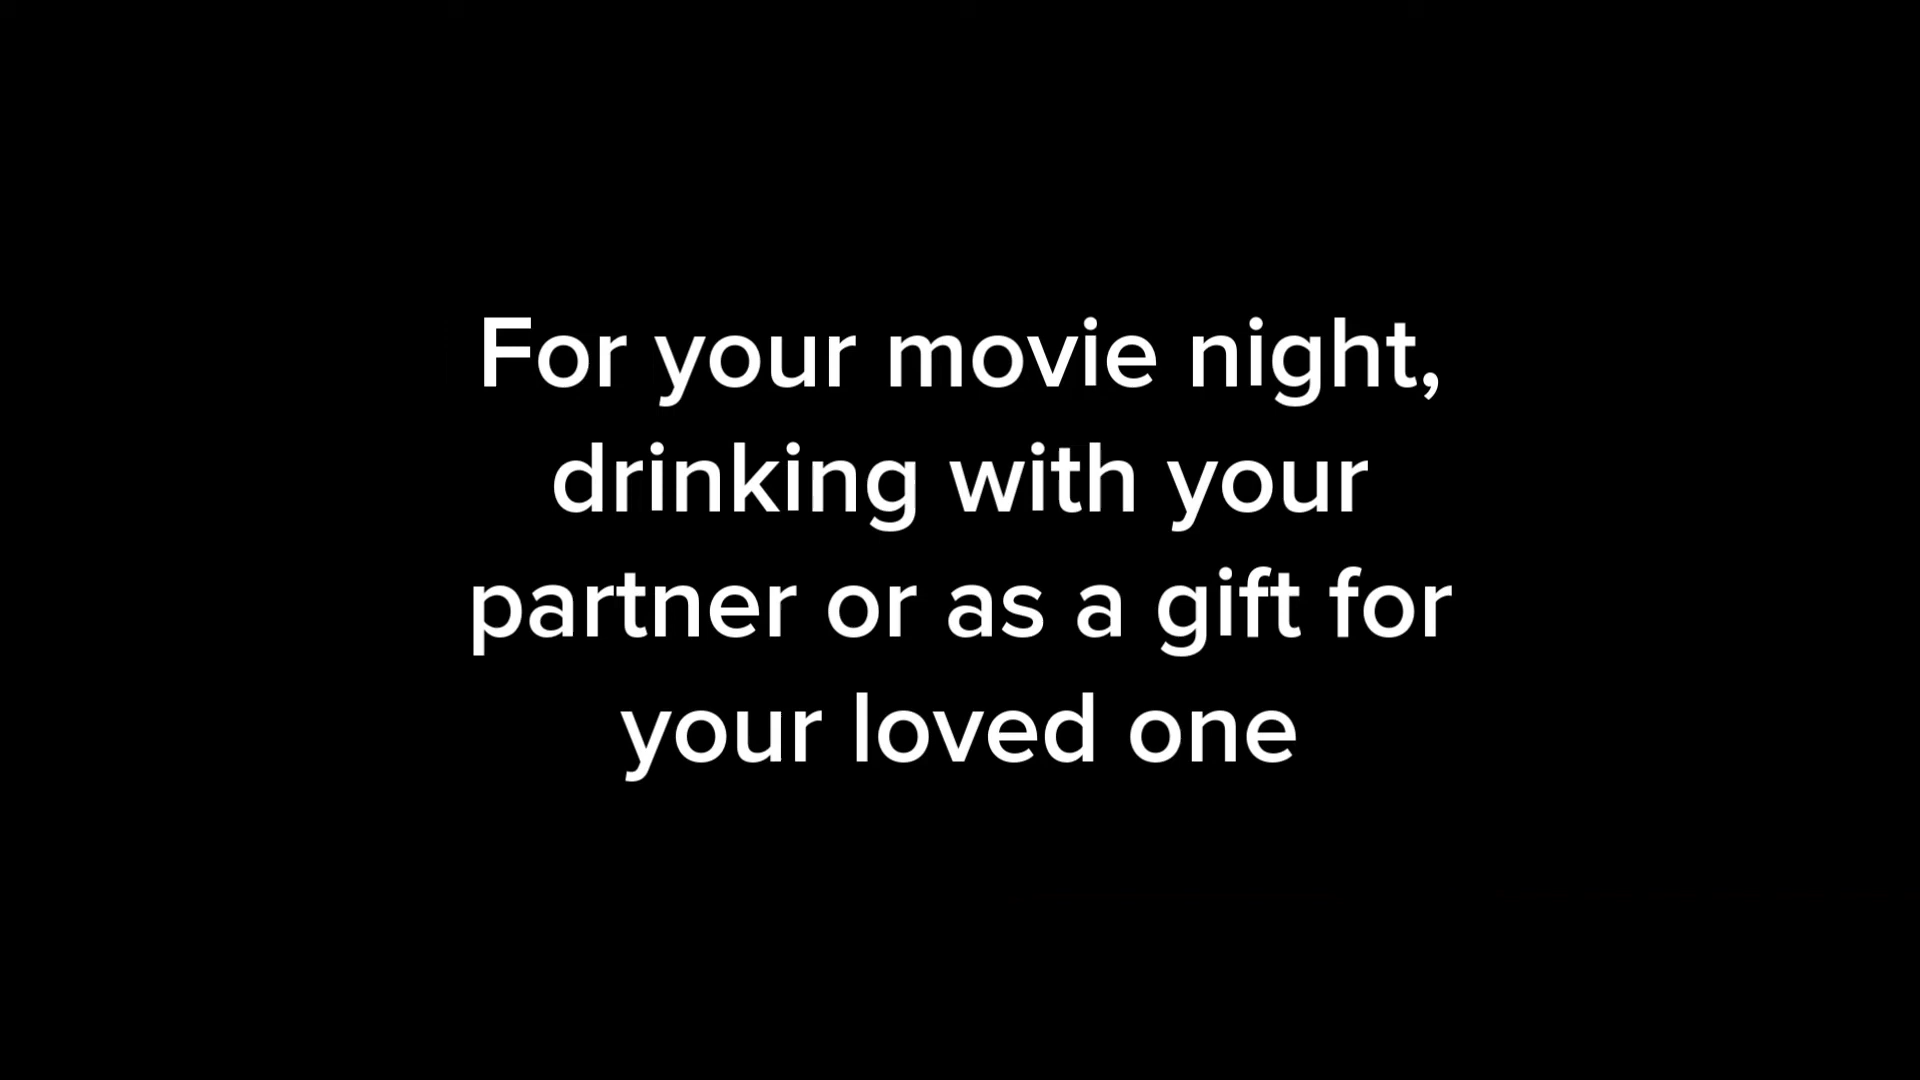 For your movie night,
drinking with your
partner or as a gift for
your loved one